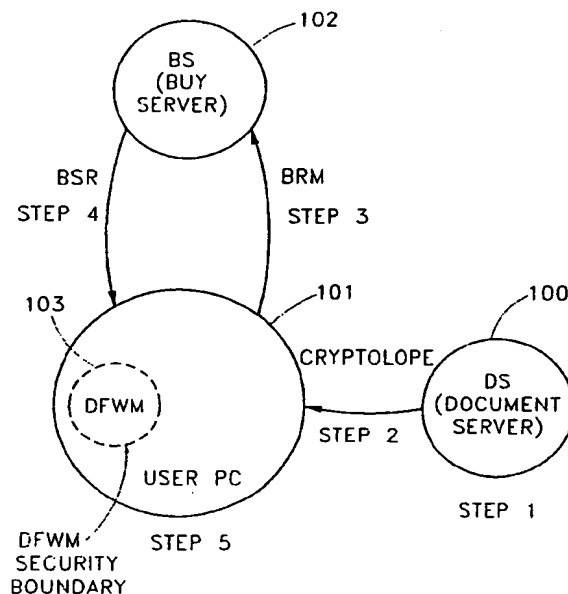 102
BS
(BUY
SERVER)
BSR
BRM
STEP 4
STEP 3
103
101
100
CRYPTOLOPE
DFWM
DS
(DOCUMENT
SERVER)
STEP 2
USER PC
STEP 1
DFWM
SECURITY
BOUNDARY
STEP 5